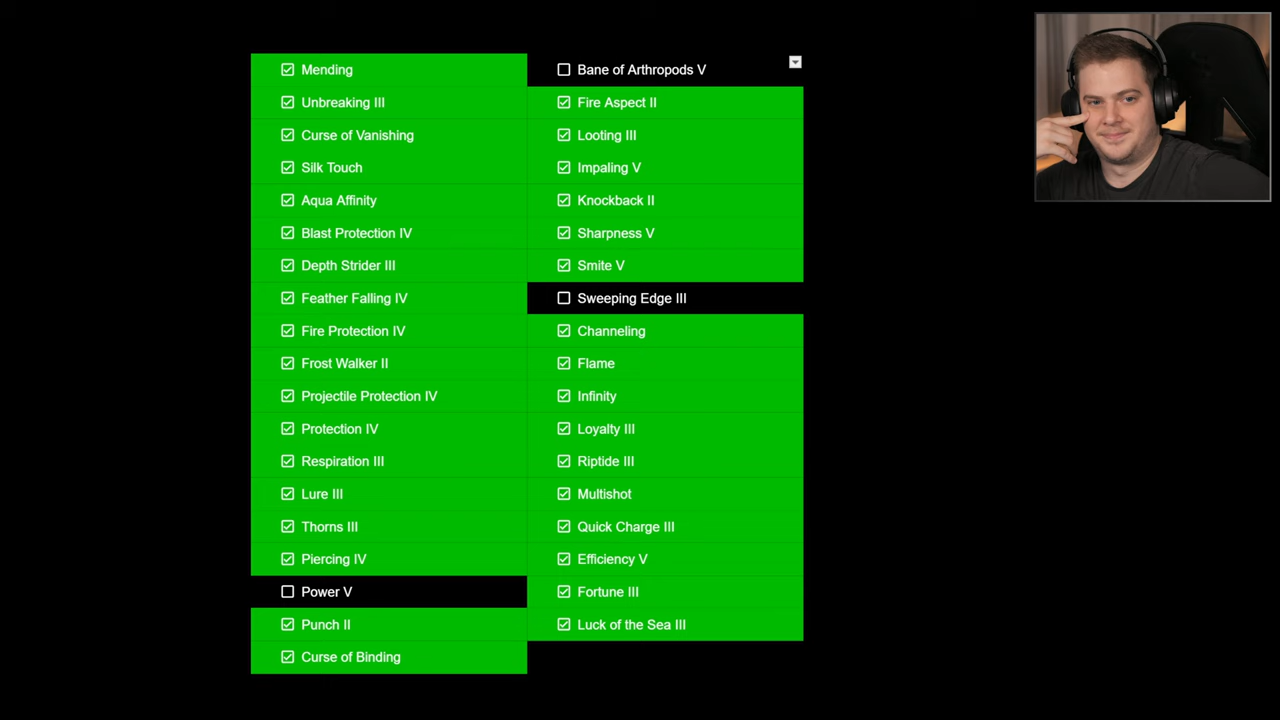 Mending
Unbreaking III
Curse of Vanishing
Silk Touch
Aqua Affinity
Blast Protection IV
Depth Strider III
Feather Falling IV
Fire Protection IV
Frost Walker II
Projectile Protection IV
Protection IV
Respiration III
Lure III
Thorns III
Piercing IV
Power V
Punch II
Curse of Binding
Bane of Arthropods V
Fire Aspect II
Looting III
Impaling V
Knockback II
Sharpness V
Smite V
Sweeping Edge III
Channeling
Flame
Infinity
Loyalty III
Riptide III
Multishot
Quick Charge III
Efficiency V
Fortune III
Luck of the Sea III